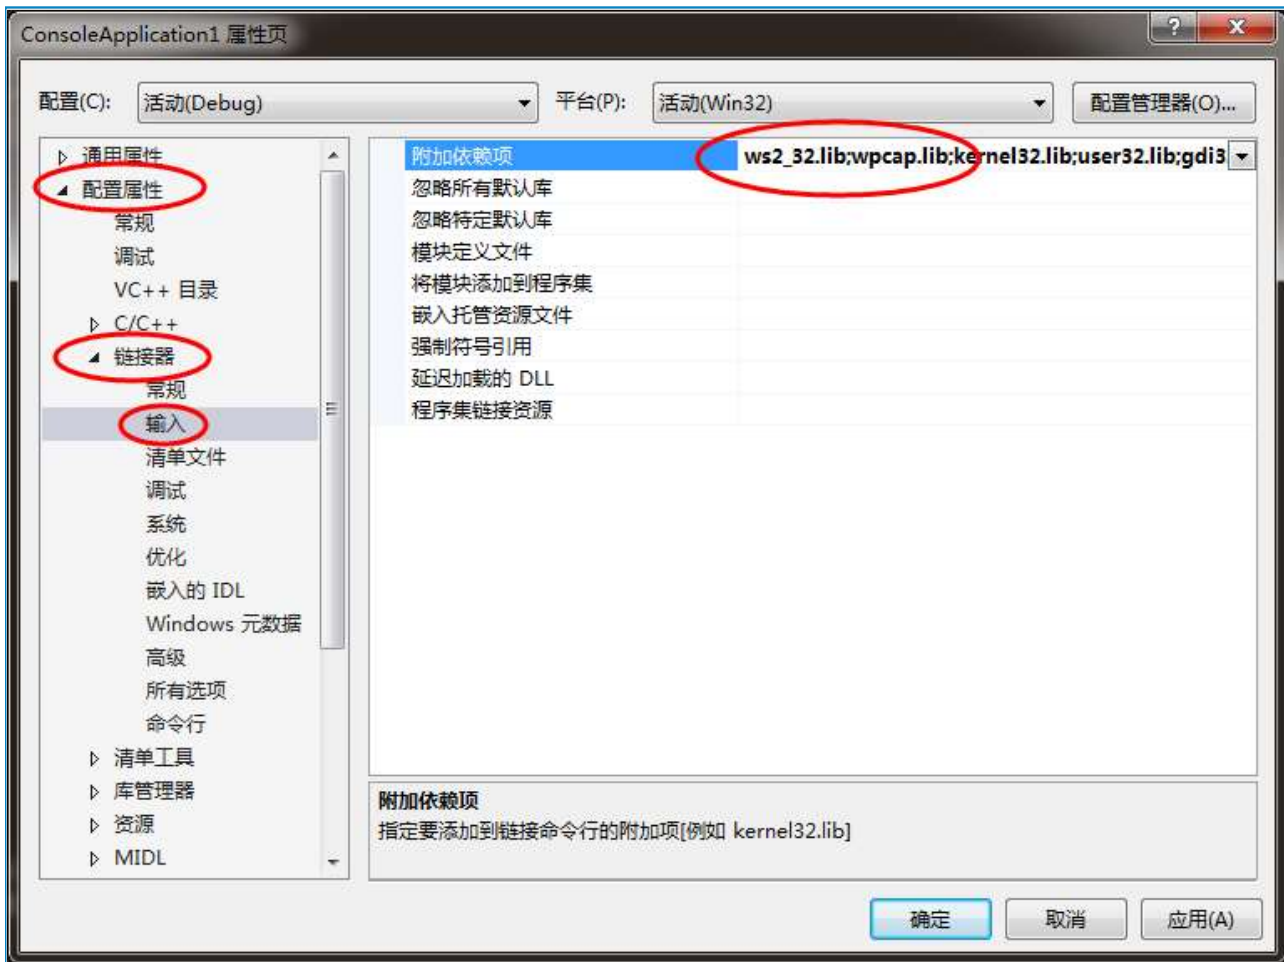 ConsoleApplication1 属性页
配置(C): 活动(Debug) 平台(P): 活动(Win32) 配置管理器(O)...
通用属性
配置属性
常规
调试
VC++ 目录
C/C++
链接器
常规
输入
清单文件
调试
系统
优化
嵌入的 IDL
Windows 元数据
高级
所有选项
命令行
清单工具
库管理器
资源
MIDL
附加依赖项 ws2_32.lib;wpcap.lib;kernel32.lib;user32.lib;gdi3
忽略所有默认库
忽略特定默认库
模块定义文件
将模块添加到程序集
嵌入托管资源文件
强制符号引用
延迟加载的 DLL
程序集链接资源
附加依赖项
指定要添加到链接命令行的附加项[例如 kernel32.lib]
确定 取消 应用(A)